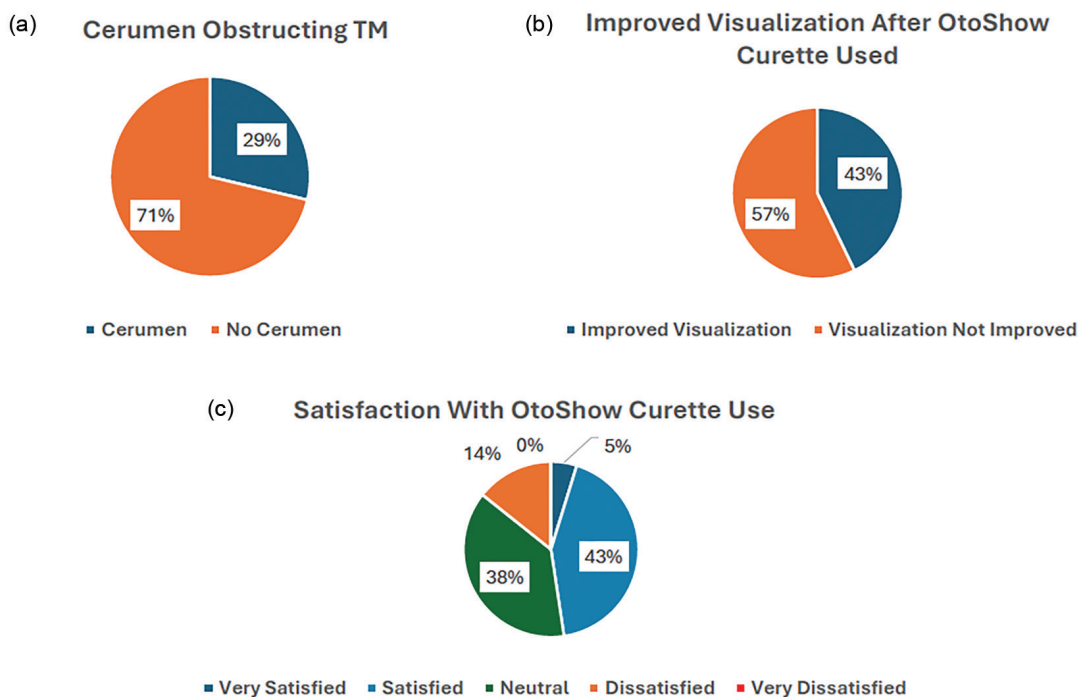 (a)
Cerumen Obstructing TM
29%
71%
Cerumen
No Cerumen
(b)
Improved Visualization After OtoShow
Curette Used
43%
57%
Improved Visualization
Visualization Not Improved
(c)
Satisfaction With OtoShow Curette Use
14%
0%
5%
43%
38%
Very Satisfied
Satisfied
Neutral
Dissatisfied
Very Dissatisfied